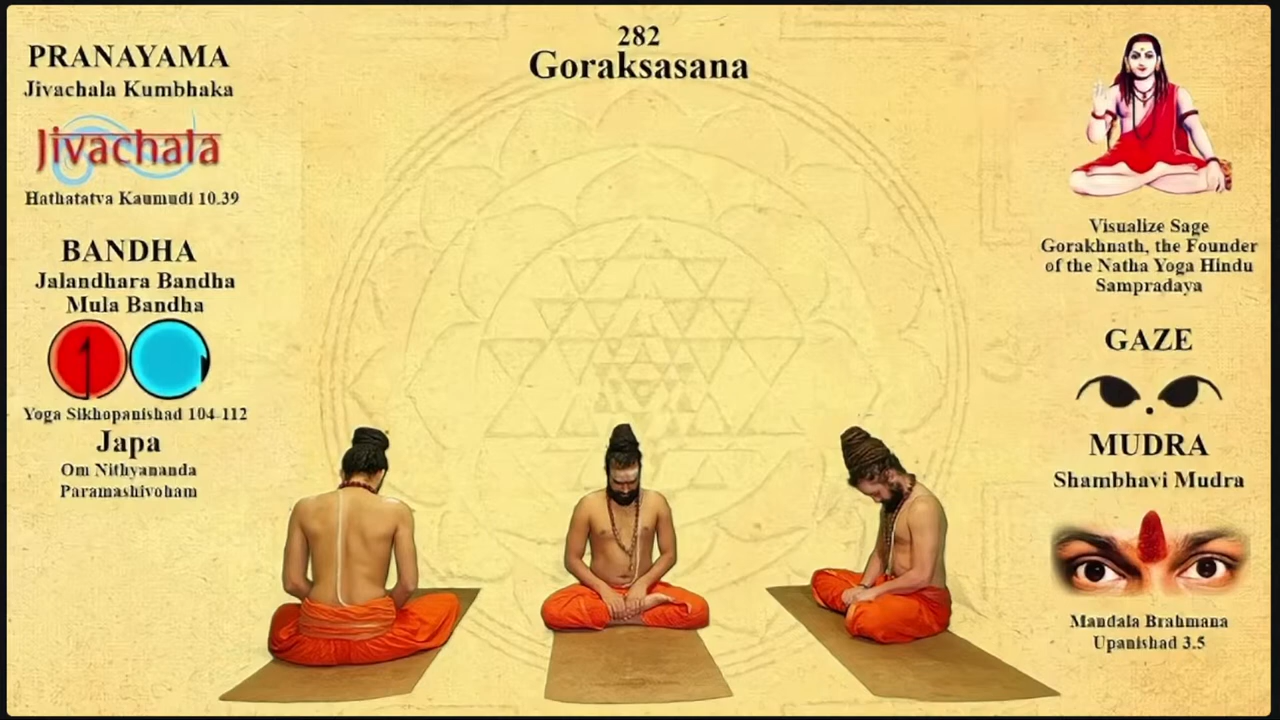 282
Goraksasana
PRANAYAMA
Jivachala Kumbhaka
Jivachala
Hathatatva Kaumudi 10.39
BANDHA
Jalandhara Bandha
Mula Bandha
Yoga Sikhopanishad 104-112
Japa
Om Nithyananda
Paramashivoham
Visualize Sage
Gorakhnath, the Founder
of the Natha Yoga Hindu
Sampradaya
GAZE
MUDRA
Shambhavi Mudra
Mandala Brahmana
Upanishad 3.5